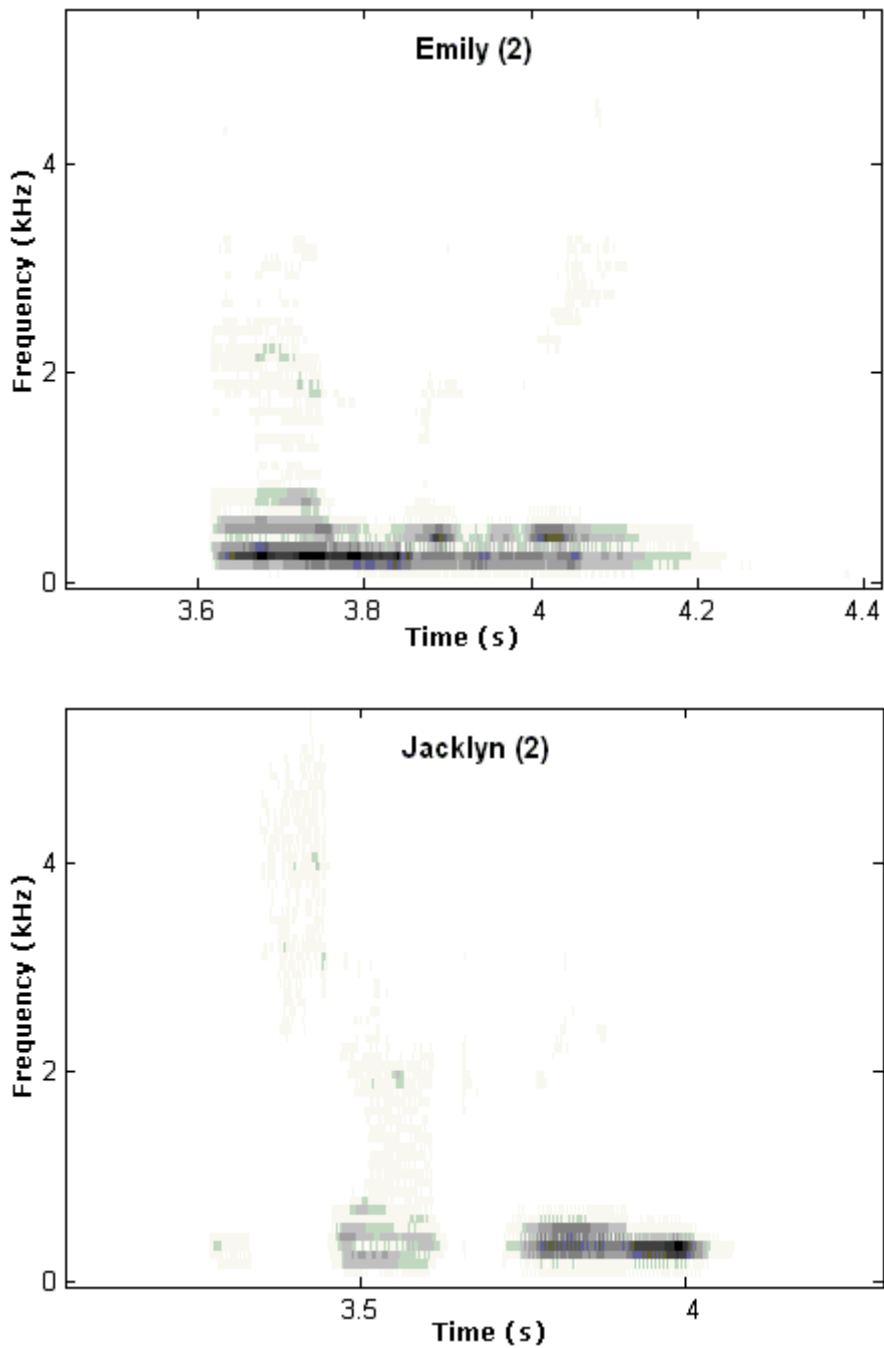 Emily (2)
Frequency (kHz)
4
2
0
3.6 3.8 4 4.2 4.4
Time (s)
Jacklyn (2)
Frequency (kHz)
4
2
0
3.5 4
Time (s)